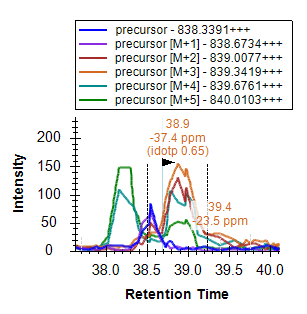 precursor - 838.3391+++
precursor [M+1] - 838.6734+++
precursor [M+2] - 839.0077+++
precursor [M+3] - 839.3419+++
precursor [M+4] - 839.6761+++
precursor [M+5] - 840.0103+++
38.9
-37.4 ppm
(idotp 0.65)
39.4
-23.5 ppm
200
150
100
50
0
Intensity
38.0 38.5 39.0 39.5 40.0
Retention Time